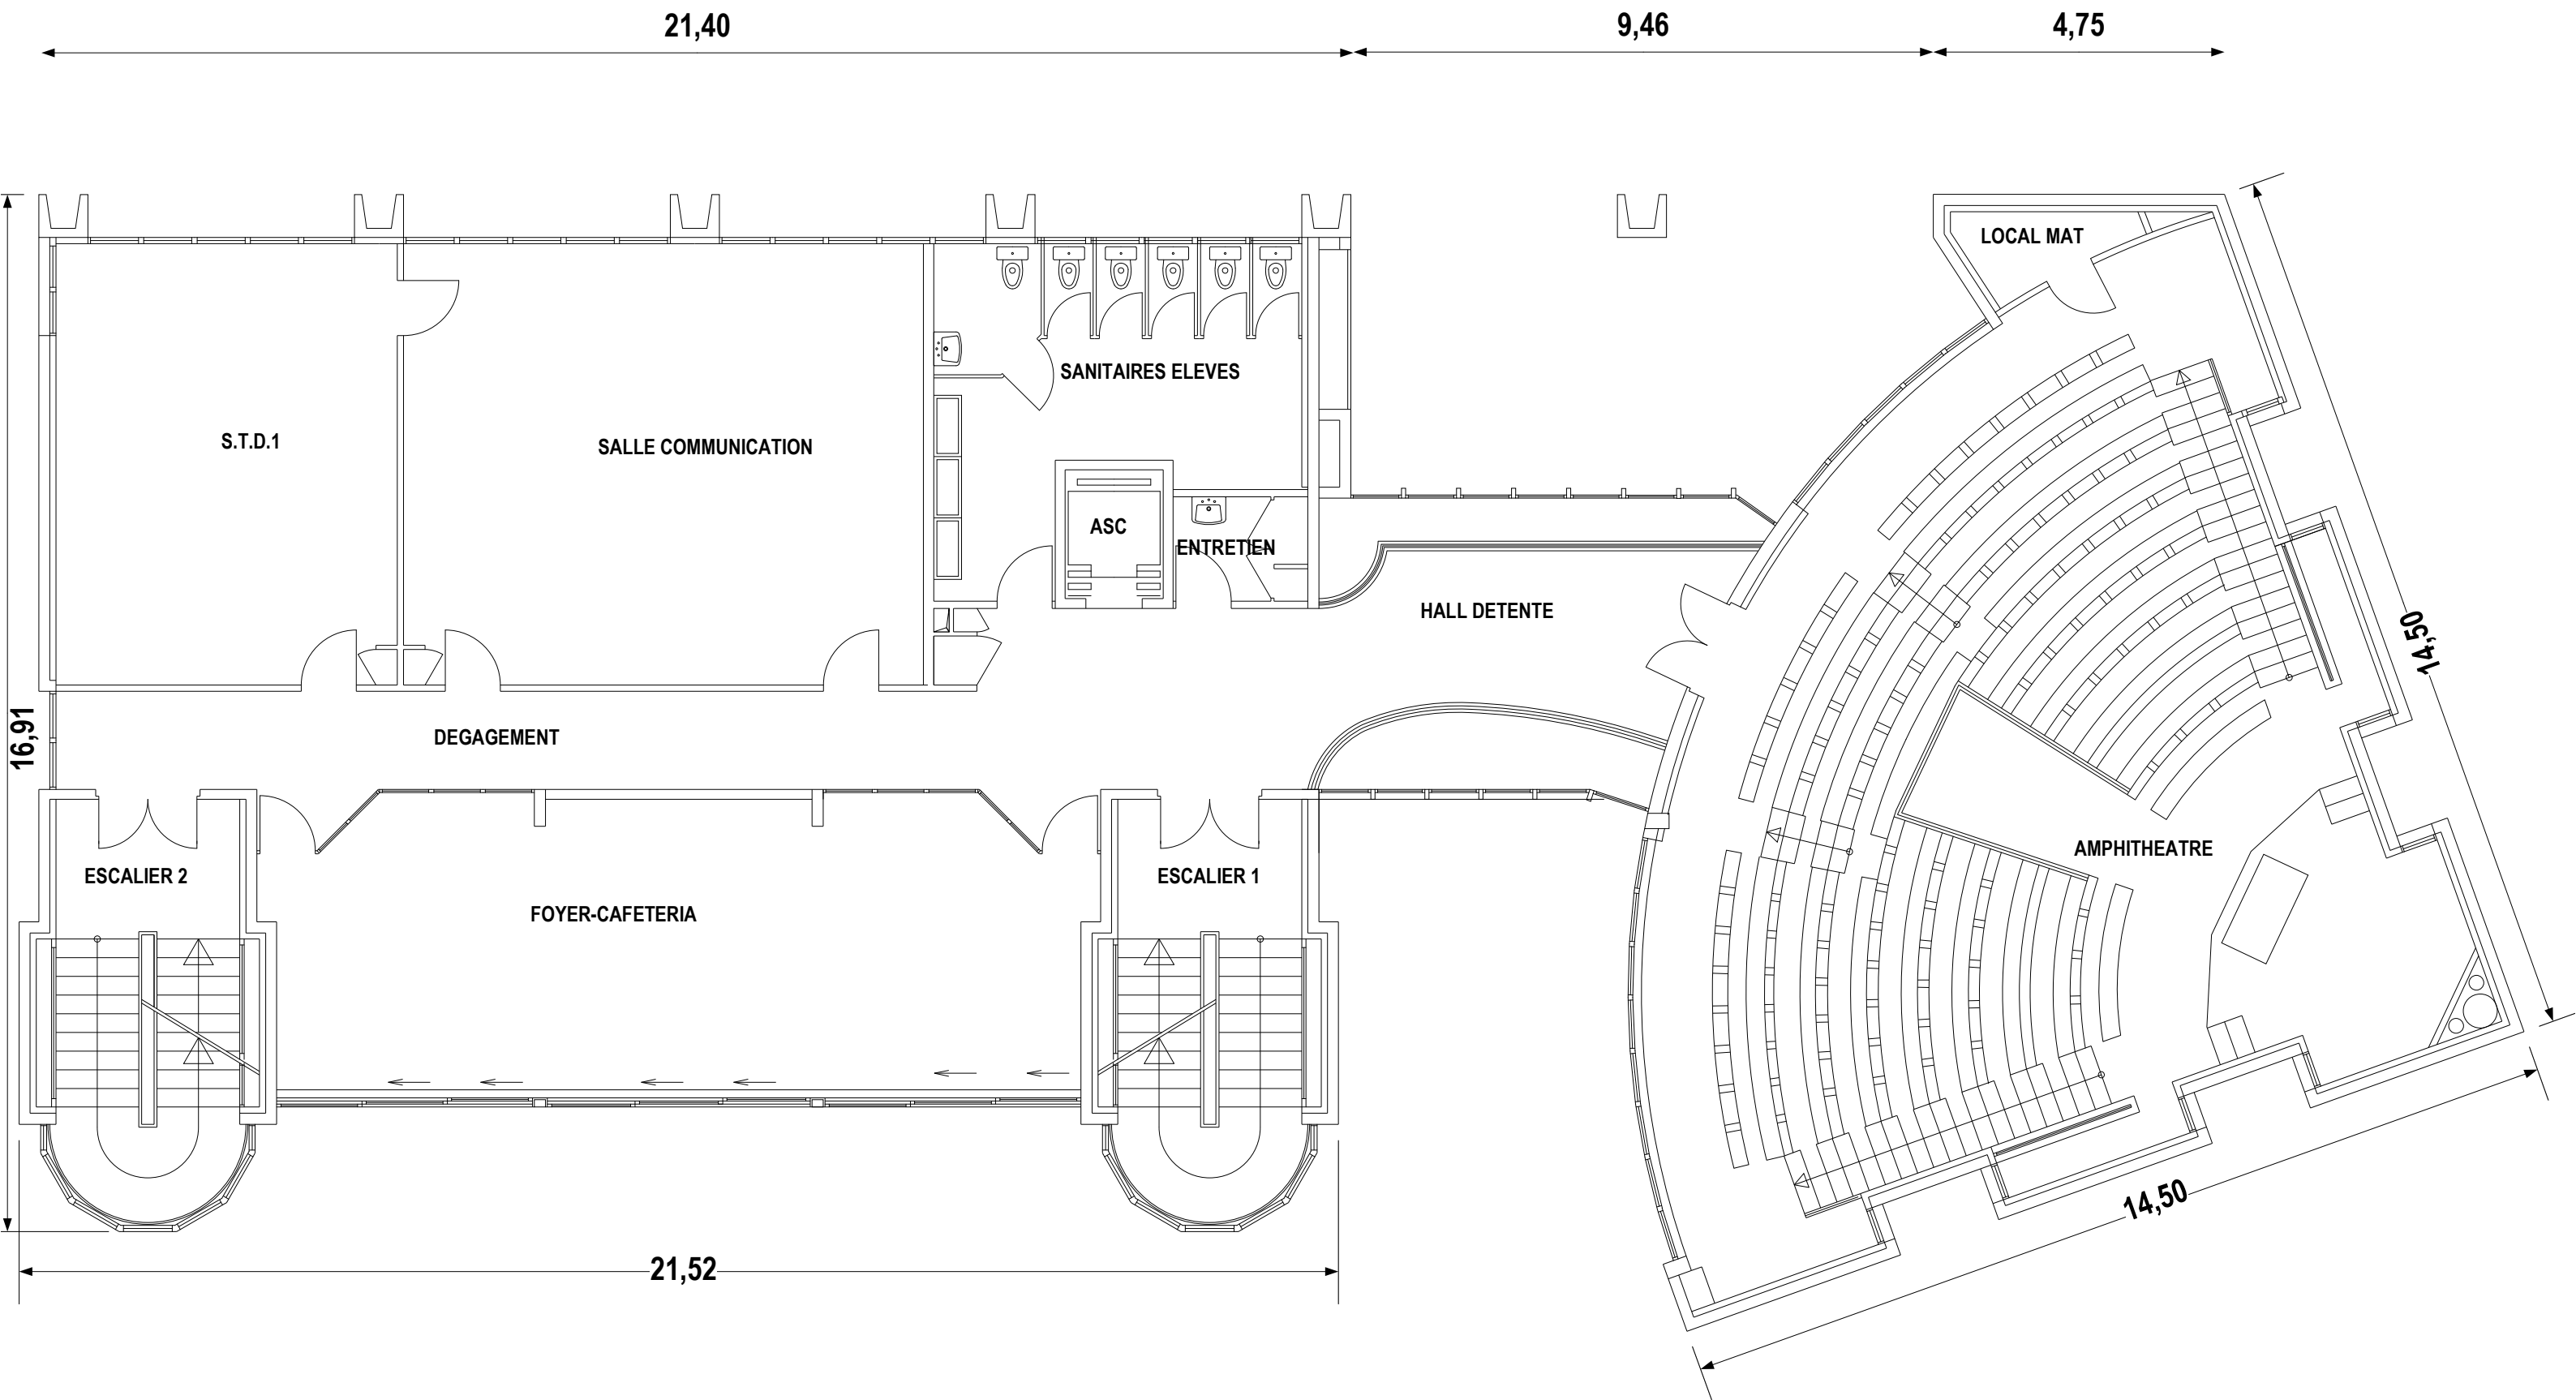 21,40
9,46
4,75
LOCAL MAT
SANITAIRES ELEVES
S.T.D.1
SALLE COMMUNICATION
ASC
ENTRETIEN
HALL DETENTE
14,50
16,91
DEGAGEMENT
AMPHITHEATRE
ESCALIER 2
ESCALIER 1
FOYER-CAFETERIA
14,50
21,52